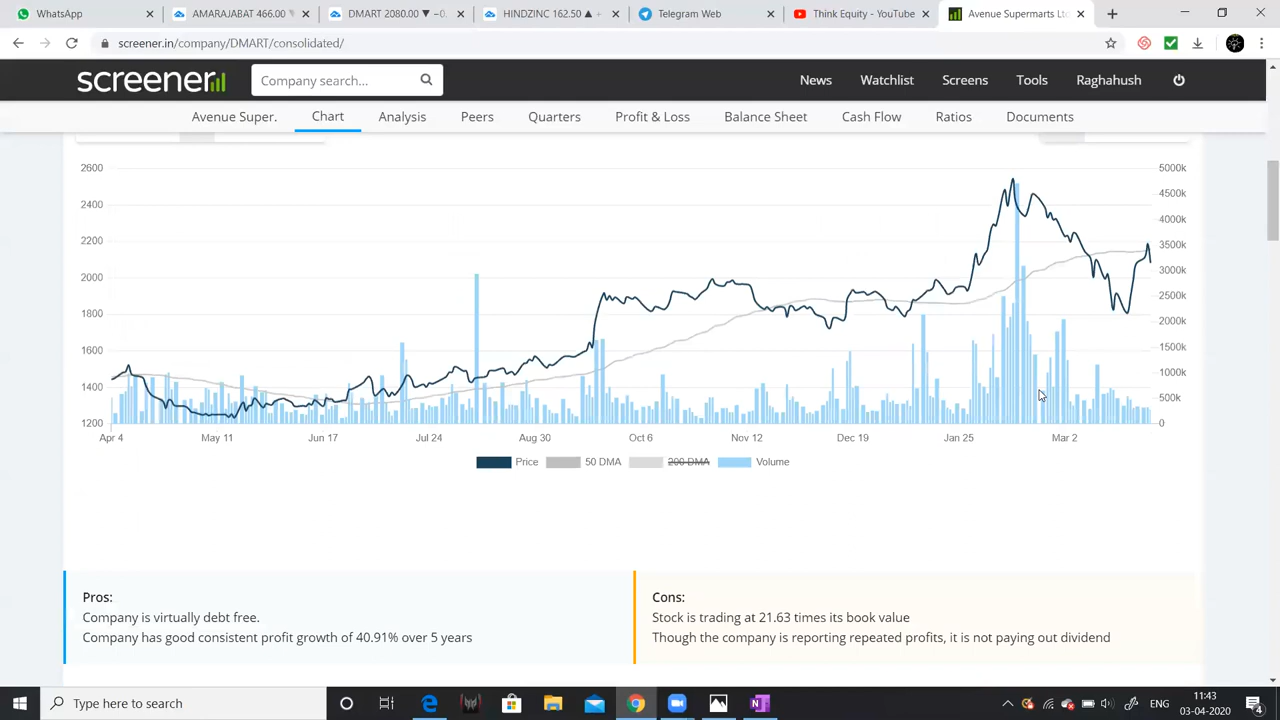 WhatsApp
AMARAJABAT 466.00 ▼
DMART 2080.00 ▼ −0.
HINDZINC 162.50 ▲ +
Telegram Web
Think Equity - YouTube
Avenue Supermarts Ltd
screener.in/company/DMART/consolidated/
screener
Company search...
News
Watchlist
Screens
Tools
Raghahush
Avenue Super.
Chart
Analysis
Peers
Quarters
Profit & Loss
Balance Sheet
Cash Flow
Ratios
Documents
2600
2400
2200
2000
1800
1600
1400
1200
5000k
4500k
4000k
3500k
3000k
2500k
2000k
1500k
1000k
500k
0
Apr 4
May 11
Jun 17
Jul 24
Aug 30
Oct 6
Nov 12
Dec 19
Jan 25
Mar 2
Price
50 DMA
200 DMA
Volume
Pros:
Company is virtually debt free.
Company has good consistent profit growth of 40.91% over 5 years
Cons:
Stock is trading at 21.63 times its book value
Though the company is reporting repeated profits, it is not paying out dividend
Type here to search
ENG
11:43
03-04-2020
4